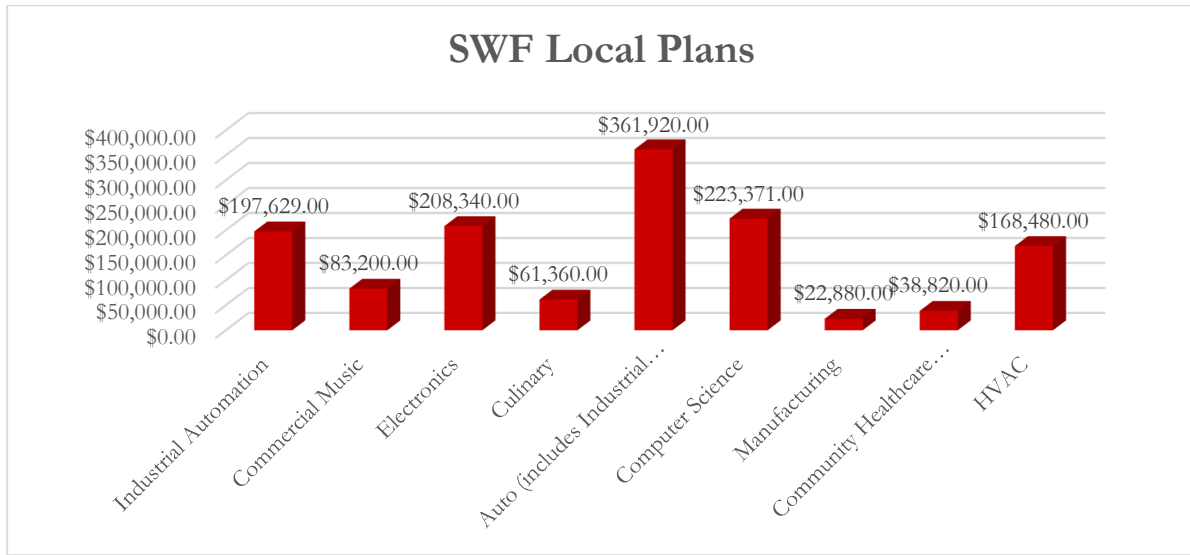 SWF Local Plans
$400,000.00
$350,000.00
$300,000.00
$250,000.00
$200,000.00
$150,000.00
$100,000.00
$50,000.00
$0.00
$197,629.00
$83,200.00
$208,340.00
$61,360.00
$361,920.00
$223,371.00
$22,880.00
$38,820.00
$168,480.00
Industrial Automation
Commercial Music
Electronics
Culinary
Auto (includes Industrial…
Computer Science
Manufacturing
Community Healthcare…
HVAC